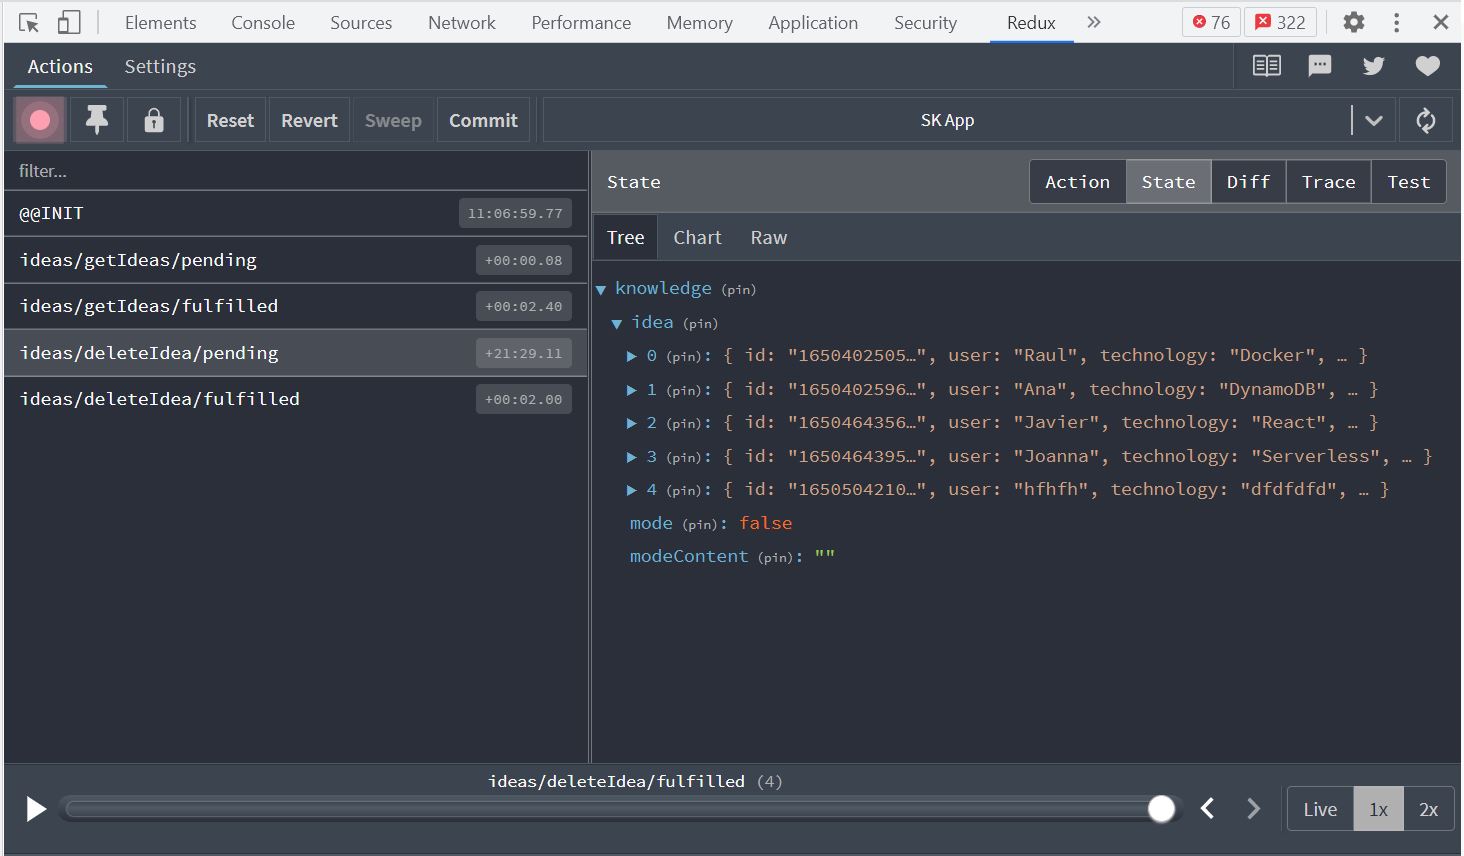 Elements Console Sources Network Performance Memory Application Security Redux » 76 322
Actions Settings
Reset Revert Sweep Commit SK App
filter...
State Action State Diff Trace Test
@@INIT 11:06:59.77
Tree Chart Raw
ideas/getIdeas/pending +00:00.08
ideas/getIdeas/fulfilled +00:02.40
ideas/deleteIdea/pending +21:29.11
ideas/deleteIdea/fulfilled +00:02.00
knowledge (pin)
idea (pin)
0 (pin): { id: "1650402505…", user: "Raul", technology: "Docker", … }
1 (pin): { id: "1650402596…", user: "Ana", technology: "DynamoDB", … }
2 (pin): { id: "1650464356…", user: "Javier", technology: "React", … }
3 (pin): { id: "1650464395…", user: "Joanna", technology: "Serverless", … }
4 (pin): { id: "1650504210…", user: "hfhfh", technology: "dfdfdfd", … }
mode (pin): false
modeContent (pin): ""
ideas/deleteIdea/fulfilled (4)
Live 1x 2x